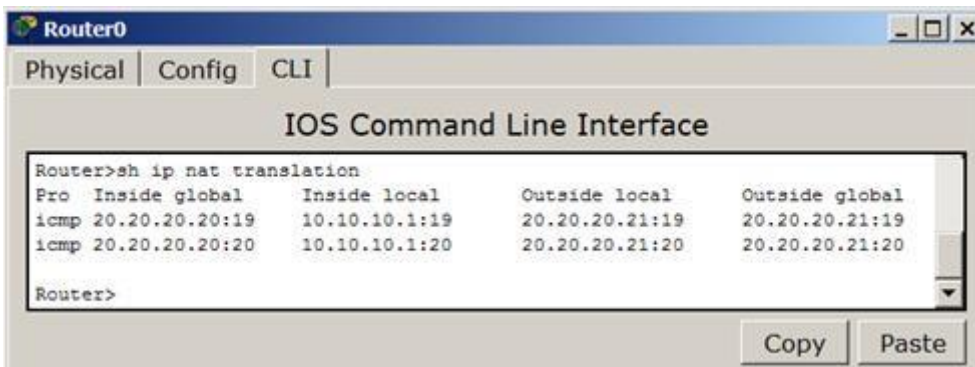 Router0
Physical Config CLI
IOS Command Line Interface
Router>sh ip nat translation
Pro Inside global Inside local Outside local Outside global
icmp 20.20.20.20:19 10.10.10.1:19 20.20.20.21:19 20.20.20.21:19
icmp 20.20.20.20:20 10.10.10.1:20 20.20.20.21:20 20.20.20.21:20
Router>
Copy Paste